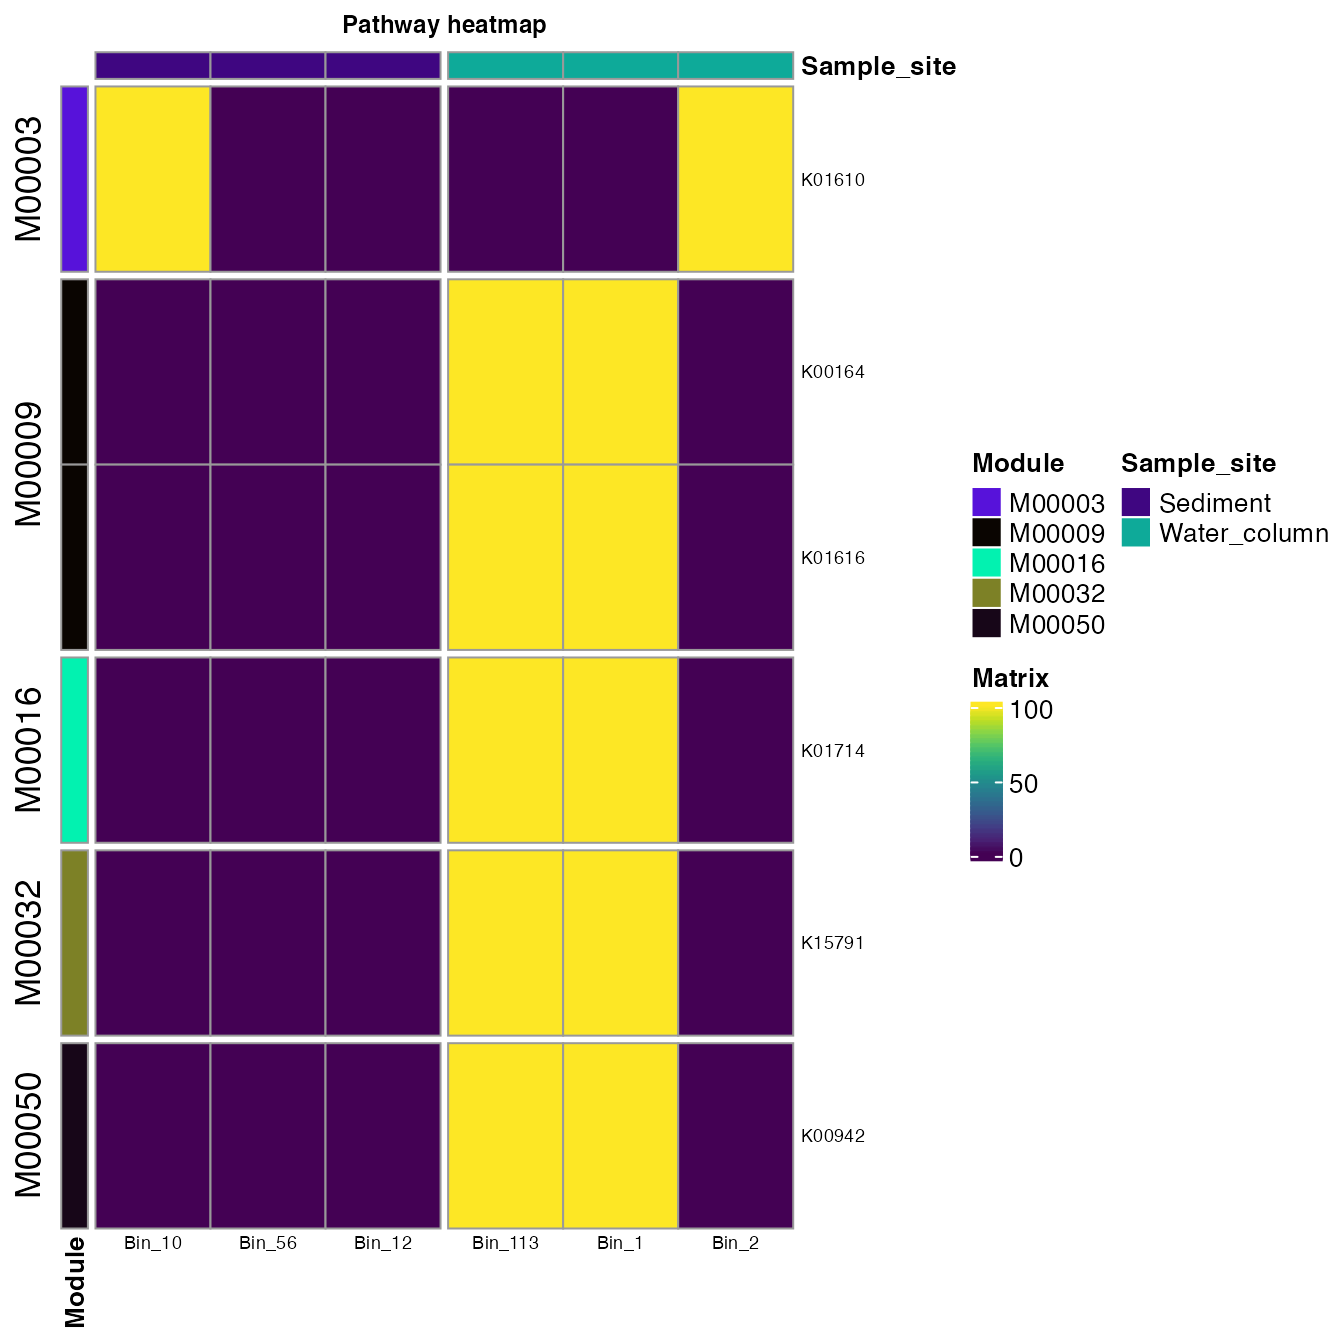 Pathway heatmap
Sample_site
M00003
K01610
M00009
K00164
K01616
M00016
K01714
M00032
K15791
M00050
K00942
Bin_10
Bin_56
Bin_12
Bin_113
Bin_1
Bin_2
Module
Module
M00003
M00009
M00016
M00032
M00050
Sample_site
Sediment
Water_column
Matrix
100
50
0